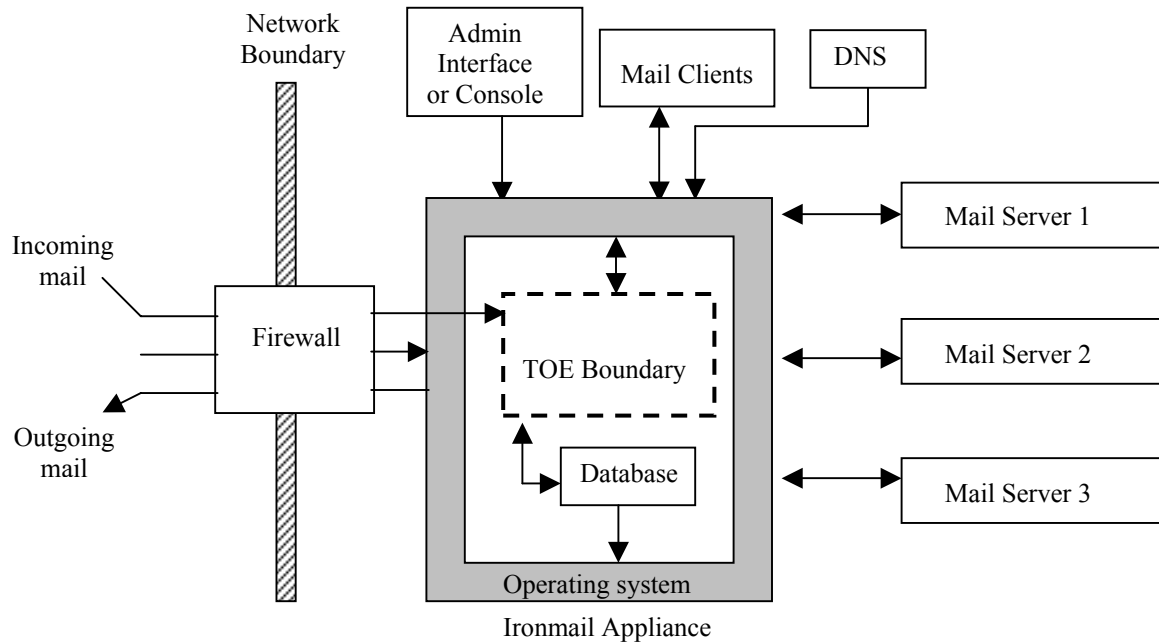 Network
Boundary
Admin
Interface
or Console
Mail Clients
DNS
Mail Server 1
Incoming
mail
Firewall
TOE Boundary
Mail Server 2
Outgoing
mail
Database
Mail Server 3
Operating system
Ironmail Appliance